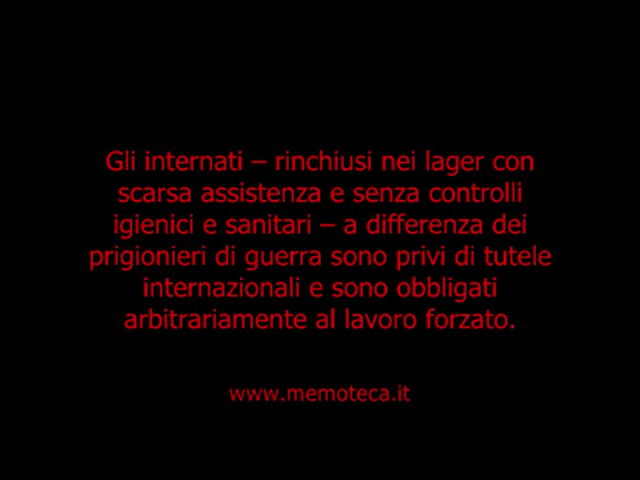 Gli internati – rinchiusi nei lager con
scarsa assistenza e senza controlli
igienici e sanitari – a differenza dei
prigionieri di guerra sono privi di tutele
internazionali e sono obbligati
arbitrariamente al lavoro forzato.
www.memoteca.it